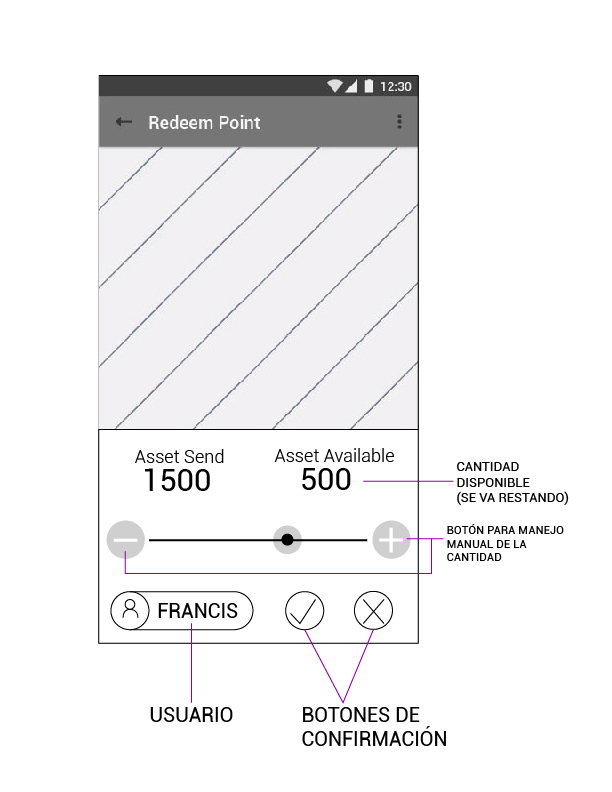 12:30
Redeem Point
Asset Send
1500
Asset Available
500
CANTIDAD
DISPONIBLE
(SE VA RESTANDO)
BOTÓN PARA MANEJO
MANUAL DE LA
CANTIDAD
FRANCIS
USUARIO
BOTONES DE
CONFIRMACIÓN